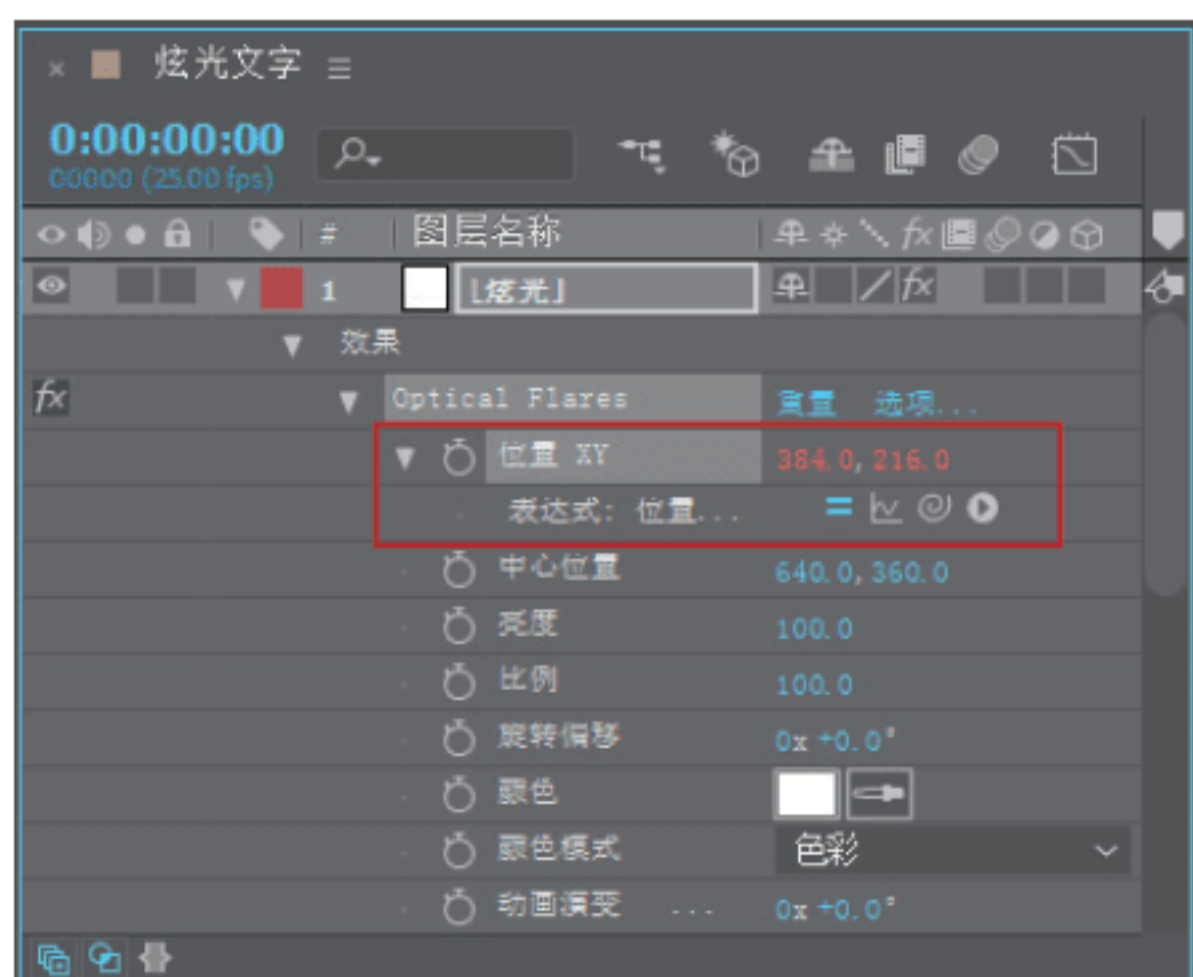 × 炫光文字 ≡
0:00:00:00
00000 (25.00 fps)
# 图层名称 fx
1 [炫光] fx
效果
fx Optical Flares 重置 选项...
位置 XY 384.0, 216.0
表达式: 位置...
中心位置 640.0, 360.0
亮度 100.0
比例 100.0
旋转偏移 0x +0.0°
颜色
颜色模式 色彩
动画演变 ... 0x +0.0°